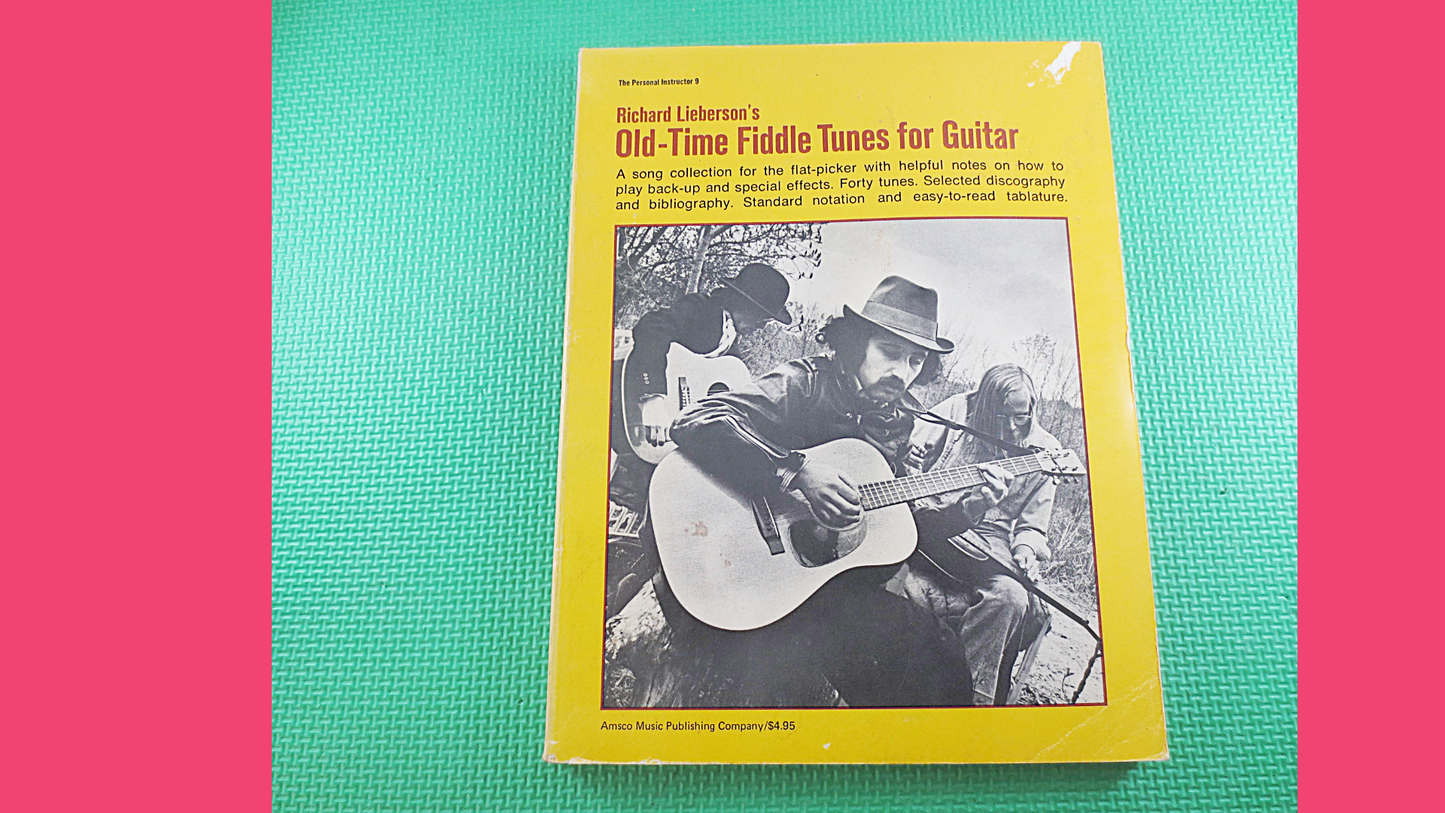 The Personal Instructor 9
Richard Lieberson's
Old-Time Fiddle Tunes for Guitar
A song collection for the flat-picker with helpful notes on how to
play back-up and special effects. Forty tunes. Selected discography
and bibliography. Standard notation and easy-to-read tablature.
Amsco Music Publishing Company/$4.95